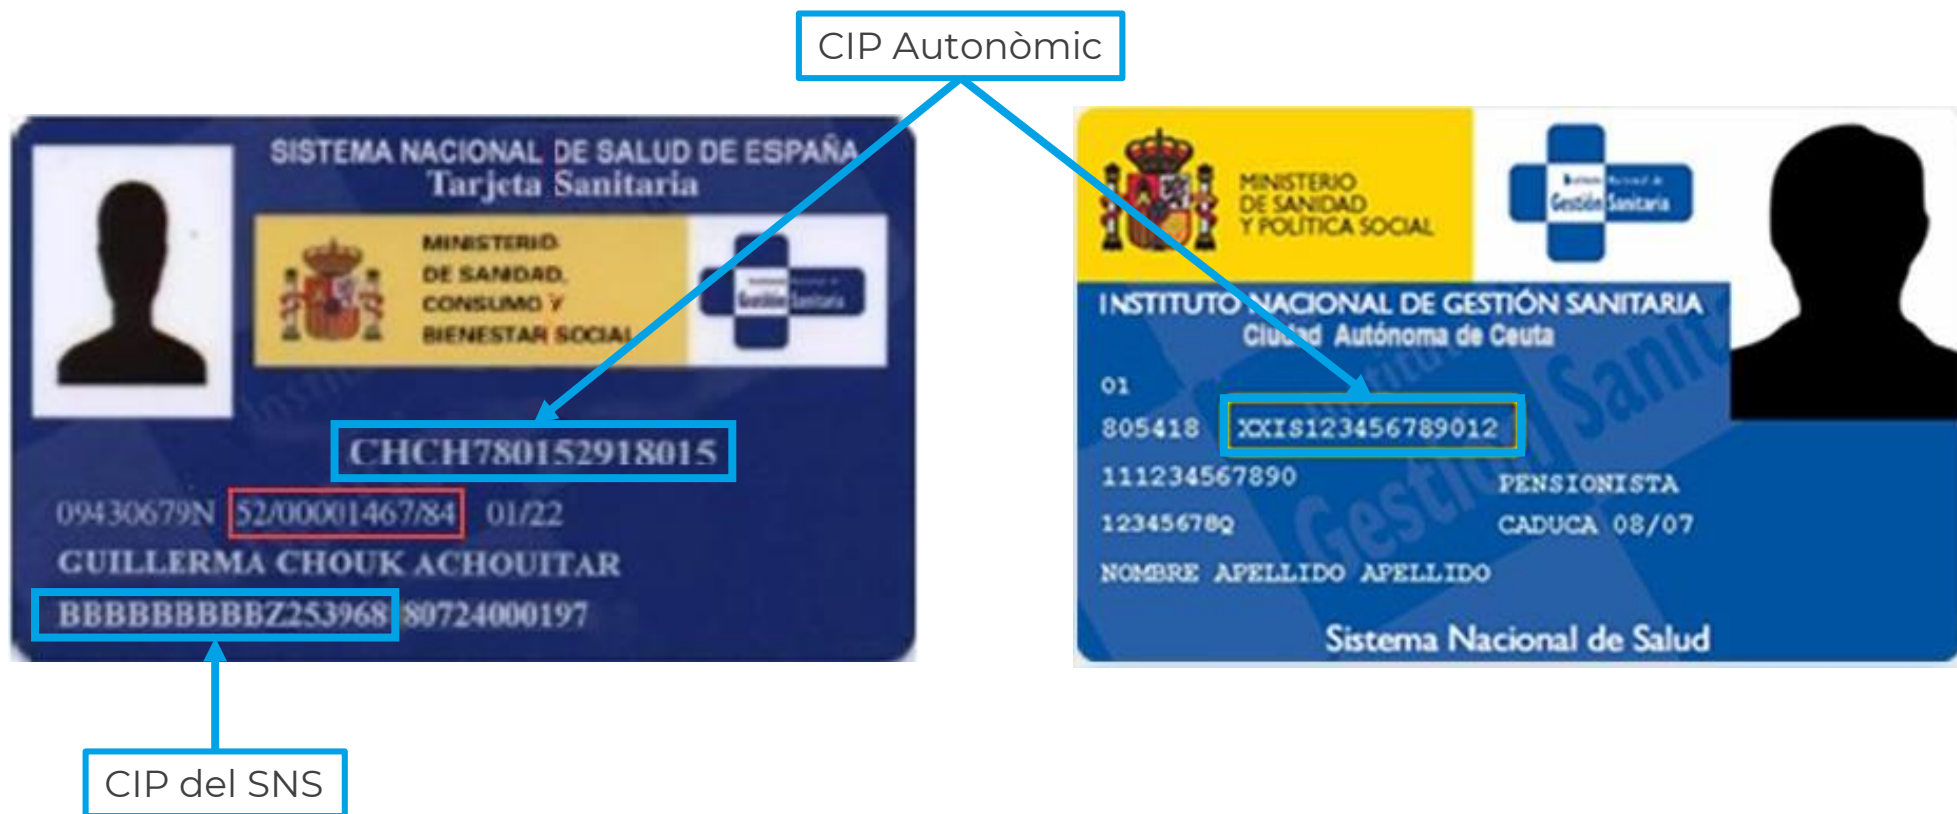 CIP Autonòmic
SISTEMA NACIONAL DE SALUD DE ESPAÑA
Tarjeta Sanitaria
MINISTERIO
DE SANIDAD,
CONSUMO Y
BIENESTAR SOCIAL
Gestión Sanitaria
CHCH780152918015
09430679N 52/00001467/84 01/22
GUILLERMA CHOUK ACHOUITAR
BBBBBBBBBZ253968 80724000197
CIP del SNS
MINISTERIO
DE SANIDAD
Y POLÍTICA SOCIAL
Gestión Sanitaria
INSTITUTO NACIONAL DE GESTIÓN SANITARIA
Ciudad Autónoma de Ceuta
01
805418 XXIS123456789012
111234567890 PENSIONISTA
12345678Q CADUCA 08/07
NOMBRE APELLIDO APELLIDO
Sistema Nacional de Salud